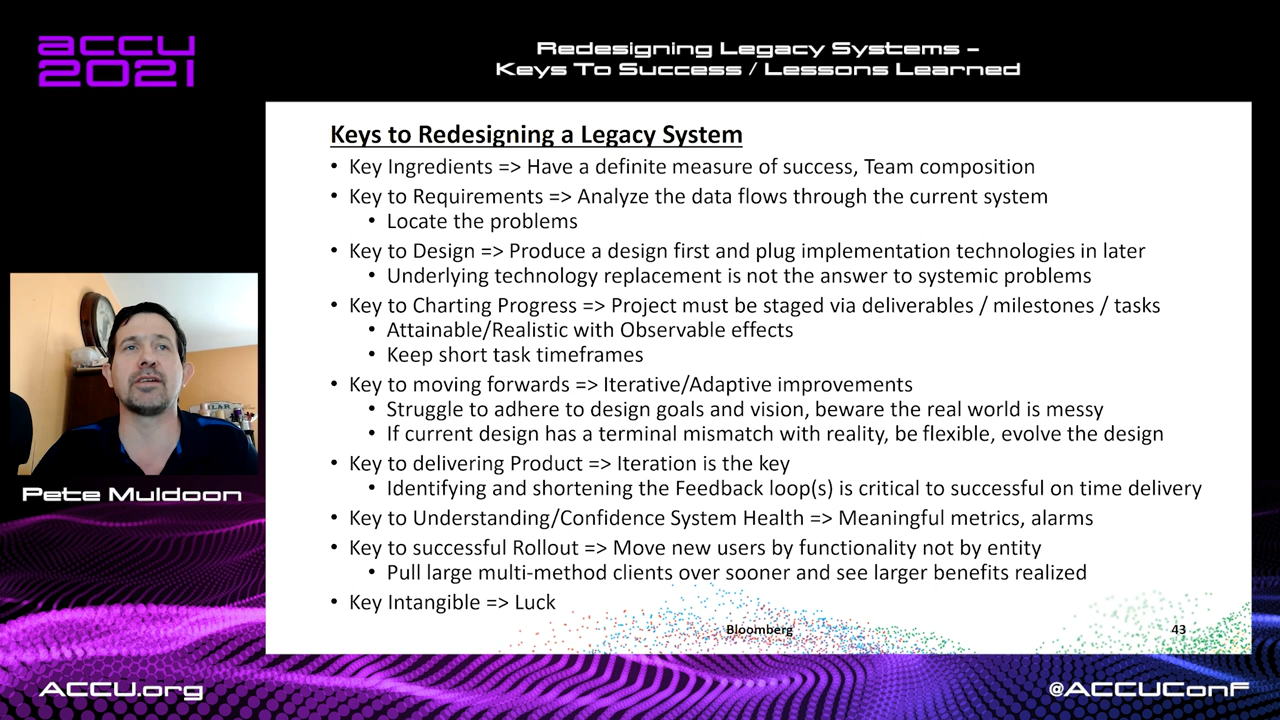 accu
2021
Redesigning Legacy Systems –
Keys To Success / Lessons Learned
Keys to Redesigning a Legacy System
• Key Ingredients => Have a definite measure of success, Team composition
• Key to Requirements => Analyze the data flows through the current system
• Locate the problems
• Key to Design => Produce a design first and plug implementation technologies in later
• Underlying technology replacement is not the answer to systemic problems
• Key to Charting Progress => Project must be staged via deliverables / milestones / tasks
• Attainable/Realistic with Observable effects
• Keep short task timeframes
• Key to moving forwards => Iterative/Adaptive improvements
• Struggle to adhere to design goals and vision, beware the real world is messy
• If current design has a terminal mismatch with reality, be flexible, evolve the design
• Key to delivering Product => Iteration is the key
• Identifying and shortening the Feedback loop(s) is critical to successful on time delivery
• Key to Understanding/Confidence System Health => Meaningful metrics, alarms
• Key to successful Rollout => Move new users by functionality not by entity
• Pull large multi-method clients over sooner and see larger benefits realized
• Key Intangible => Luck
Bloomberg
43
Pete Muldoon
ACCU.org
@ACCUConf